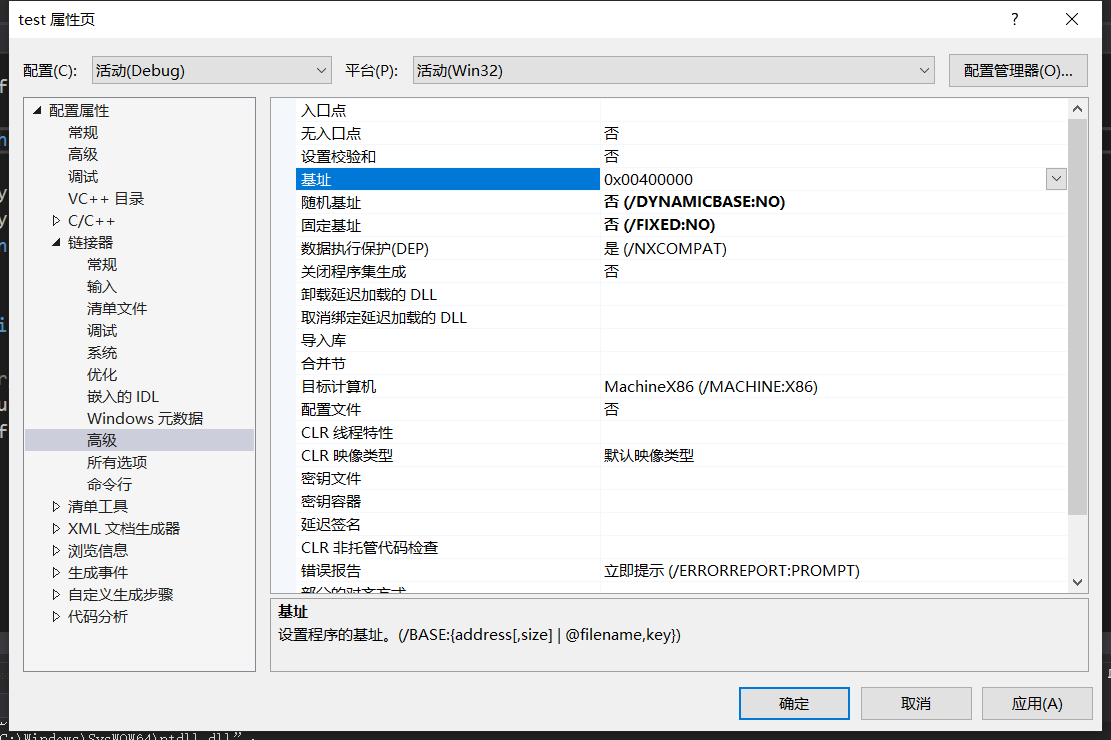 test 属性页
配置(C): 活动(Debug) 平台(P): 活动(Win32) 配置管理器(O)...
配置属性
常规
高级
调试
VC++ 目录
C/C++
链接器
常规
输入
清单文件
调试
系统
优化
嵌入的 IDL
Windows 元数据
高级
所有选项
命令行
清单工具
XML 文档生成器
浏览信息
生成事件
自定义生成步骤
代码分析
入口点
无入口点 否
设置校验和 否
基址 0x00400000
随机基址 否 (/DYNAMICBASE:NO)
固定基址 否 (/FIXED:NO)
数据执行保护(DEP) 是 (/NXCOMPAT)
关闭程序集生成 否
卸载延迟加载的 DLL
取消绑定延迟加载的 DLL
导入库
合并节
目标计算机 MachineX86 (/MACHINE:X86)
配置文件 否
CLR 线程特性
CLR 映像类型 默认映像类型
密钥文件
密钥容器
延迟签名
CLR 非托管代码检查
错误报告 立即提示 (/ERRORREPORT:PROMPT)
部分的对齐方式
基址
设置程序的基址。(/BASE:{address[,size] | @filename,key})
确定 取消 应用(A)
C:\Windows\SysWOW64\ntdll.dll”.